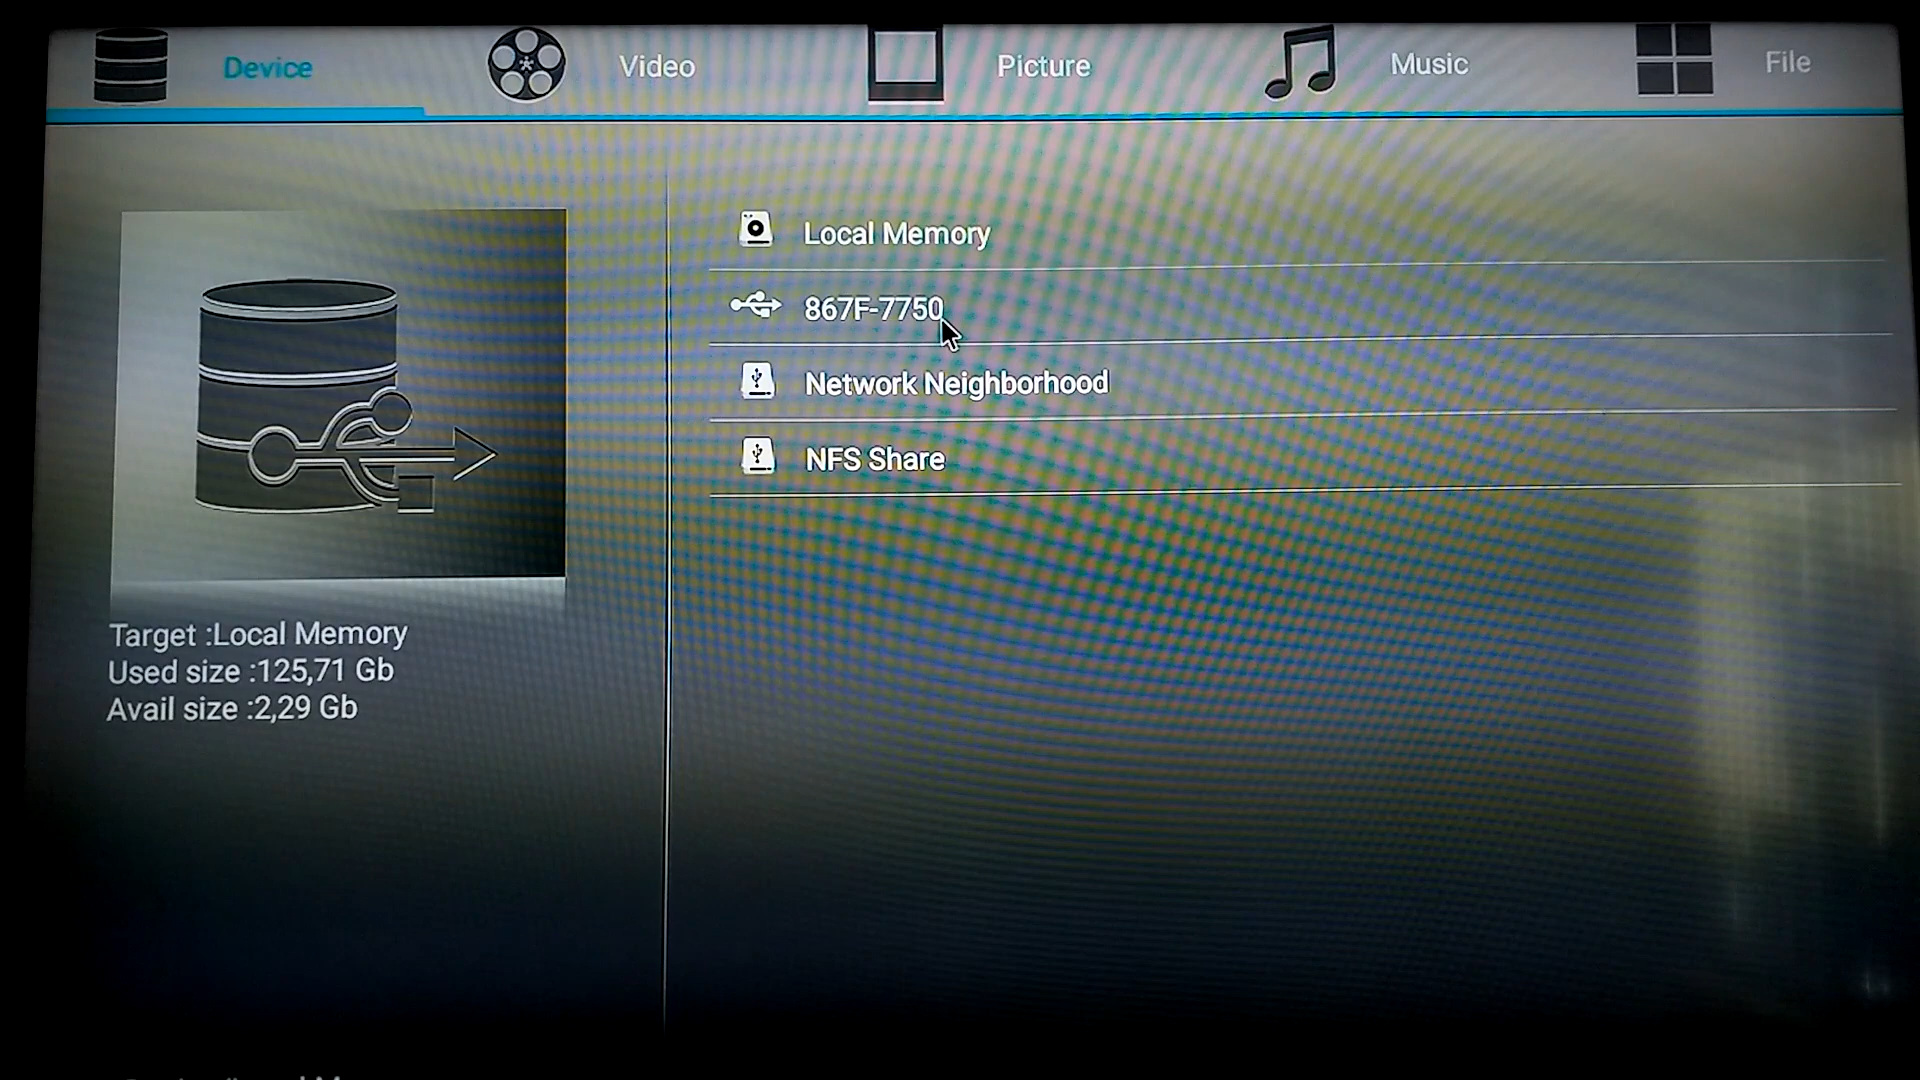 Device
Video
Picture
Music
File
Local Memory
867F-7750
Network Neighborhood
NFS Share
Target :Local Memory
Used size :125,71 Gb
Avail size :2,29 Gb